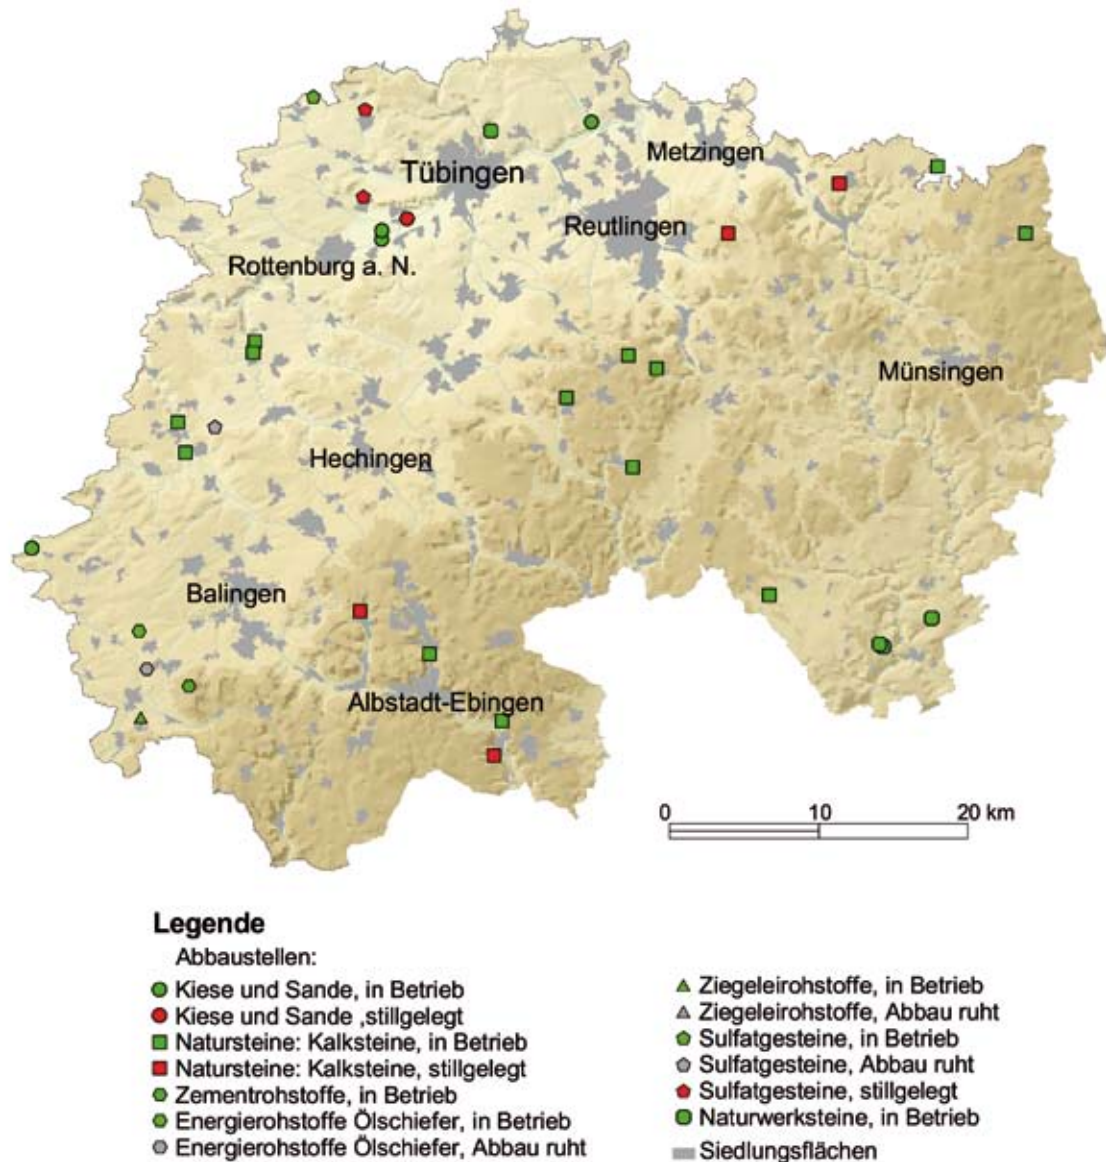 Metzingen
Tübingen
Reutlingen
Rottenburg a. N.
Münsingen
Hechingen
Balingen
Albstadt-Ebingen
0 10 20 km
Legende
Abbaustellen:
Kiese und Sande, in Betrieb
Kiese und Sande ,stillgelegt
Natursteine: Kalksteine, in Betrieb
Natursteine: Kalksteine, stillgelegt
Zementrohstoffe, in Betrieb
Energierohstoffe Ölschiefer, in Betrieb
Energierohstoffe Ölschiefer, Abbau ruht
Ziegeleirohstoffe, in Betrieb
Ziegeleirohstoffe, Abbau ruht
Sulfatgesteine, in Betrieb
Sulfatgesteine, Abbau ruht
Sulfatgesteine, stillgelegt
Naturwerksteine, in Betrieb
Siedlungsflächen